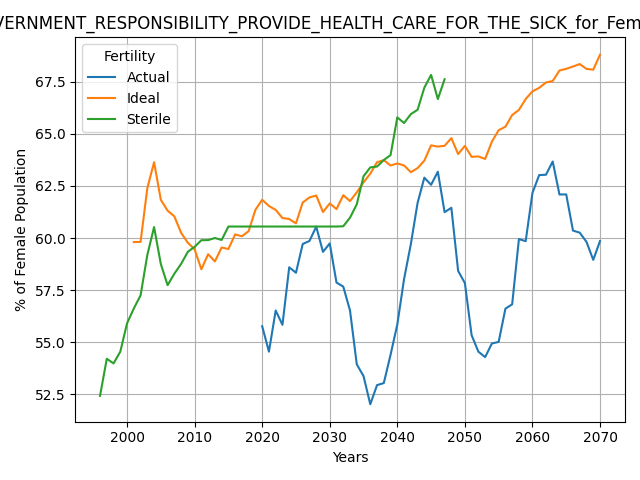 VERNMENT_RESPONSIBILITY_PROVIDE_HEALTH_CARE_FOR_THE_SICK_for_Fem
Fertility
Actual
Ideal
Sterile
% of Female Population
67.5
65.0
62.5
60.0
57.5
55.0
52.5
2000 2010 2020 2030 2040 2050 2060 2070
Years